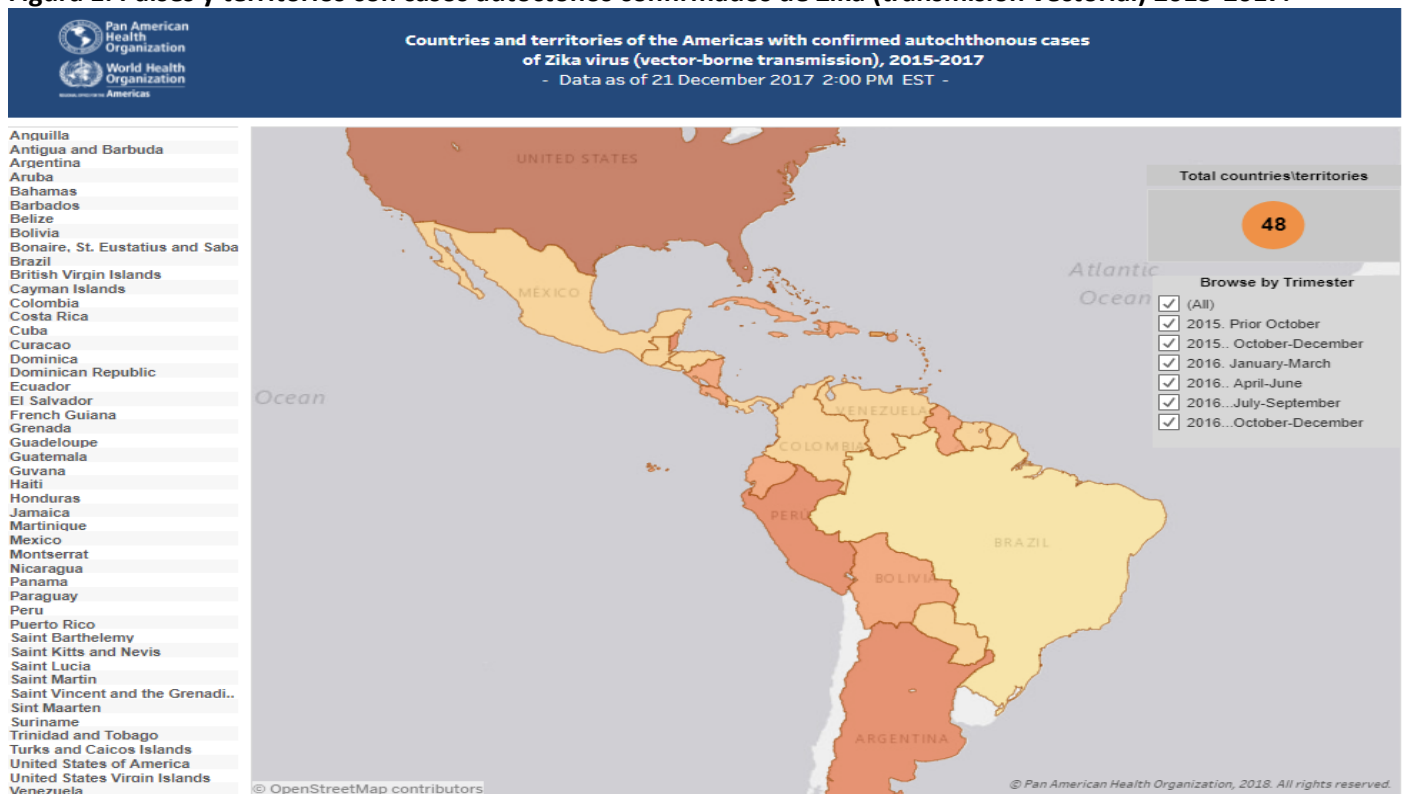 Pan American
Health
Organization
World Health
Organization
Americas
Countries and territories of the Americas with confirmed autochthonous cases
of Zika virus (vector-borne transmission), 2015-2017
- Data as of 21 December 2017 2:00 PM EST -
Anguilla
Antigua and Barbuda
Argentina
Aruba
Bahamas
Barbados
Belize
Bolivia
Bonaire, St. Eustatius and Saba
Brazil
British Virgin Islands
Cayman Islands
Colombia
Costa Rica
Cuba
Curacao
Dominica
Dominican Republic
Ecuador
El Salvador
French Guiana
Grenada
Guadeloupe
Guatemala
Guyana
Haiti
Honduras
Jamaica
Martinique
Mexico
Montserrat
Nicaragua
Panama
Paraguay
Peru
Puerto Rico
Saint Barthelemy
Saint Kitts and Nevis
Saint Lucia
Saint Martin
Saint Vincent and the Grenadi..
Sint Maarten
Suriname
Trinidad and Tobago
Turks and Caicos Islands
United States of America
United States Virgin Islands
Venezuela
UNITED STATES
MÉXICO
Ocean
VENEZUELA
COLOMBIA
PERÚ
BRAZIL
BOLIVIA
ARGENTINA
Atlantic
Ocean
Total countries\territories
48
Browse by Trimester
(All)
2015. Prior October
2015.. October-December
2016. January-March
2016.. April-June
2016...July-September
2016...October-December
© OpenStreetMap contributors
© Pan American Health Organization, 2018. All rights reserved.